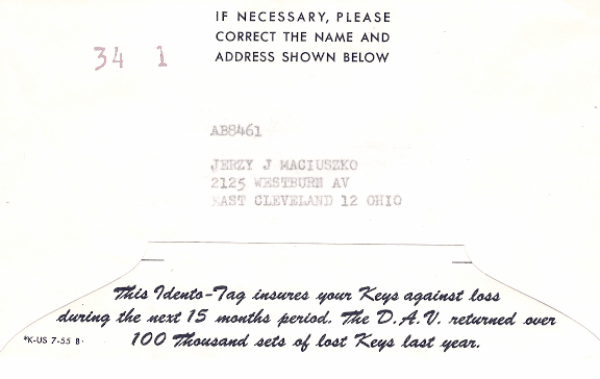 IF NECESSARY, PLEASE
CORRECT THE NAME AND
ADDRESS SHOWN BELOW
34 1
AB8461
JERZY J MACIUSZKO
2125 WESTBURN AV
EAST CLEVELAND 12 OHIO
This Idento-Tag insures your Keys against loss
during the next 15 months period. The D.A.V. returned over
100 Thousand sets of lost Keys last year.
*K-US 7-55 B·